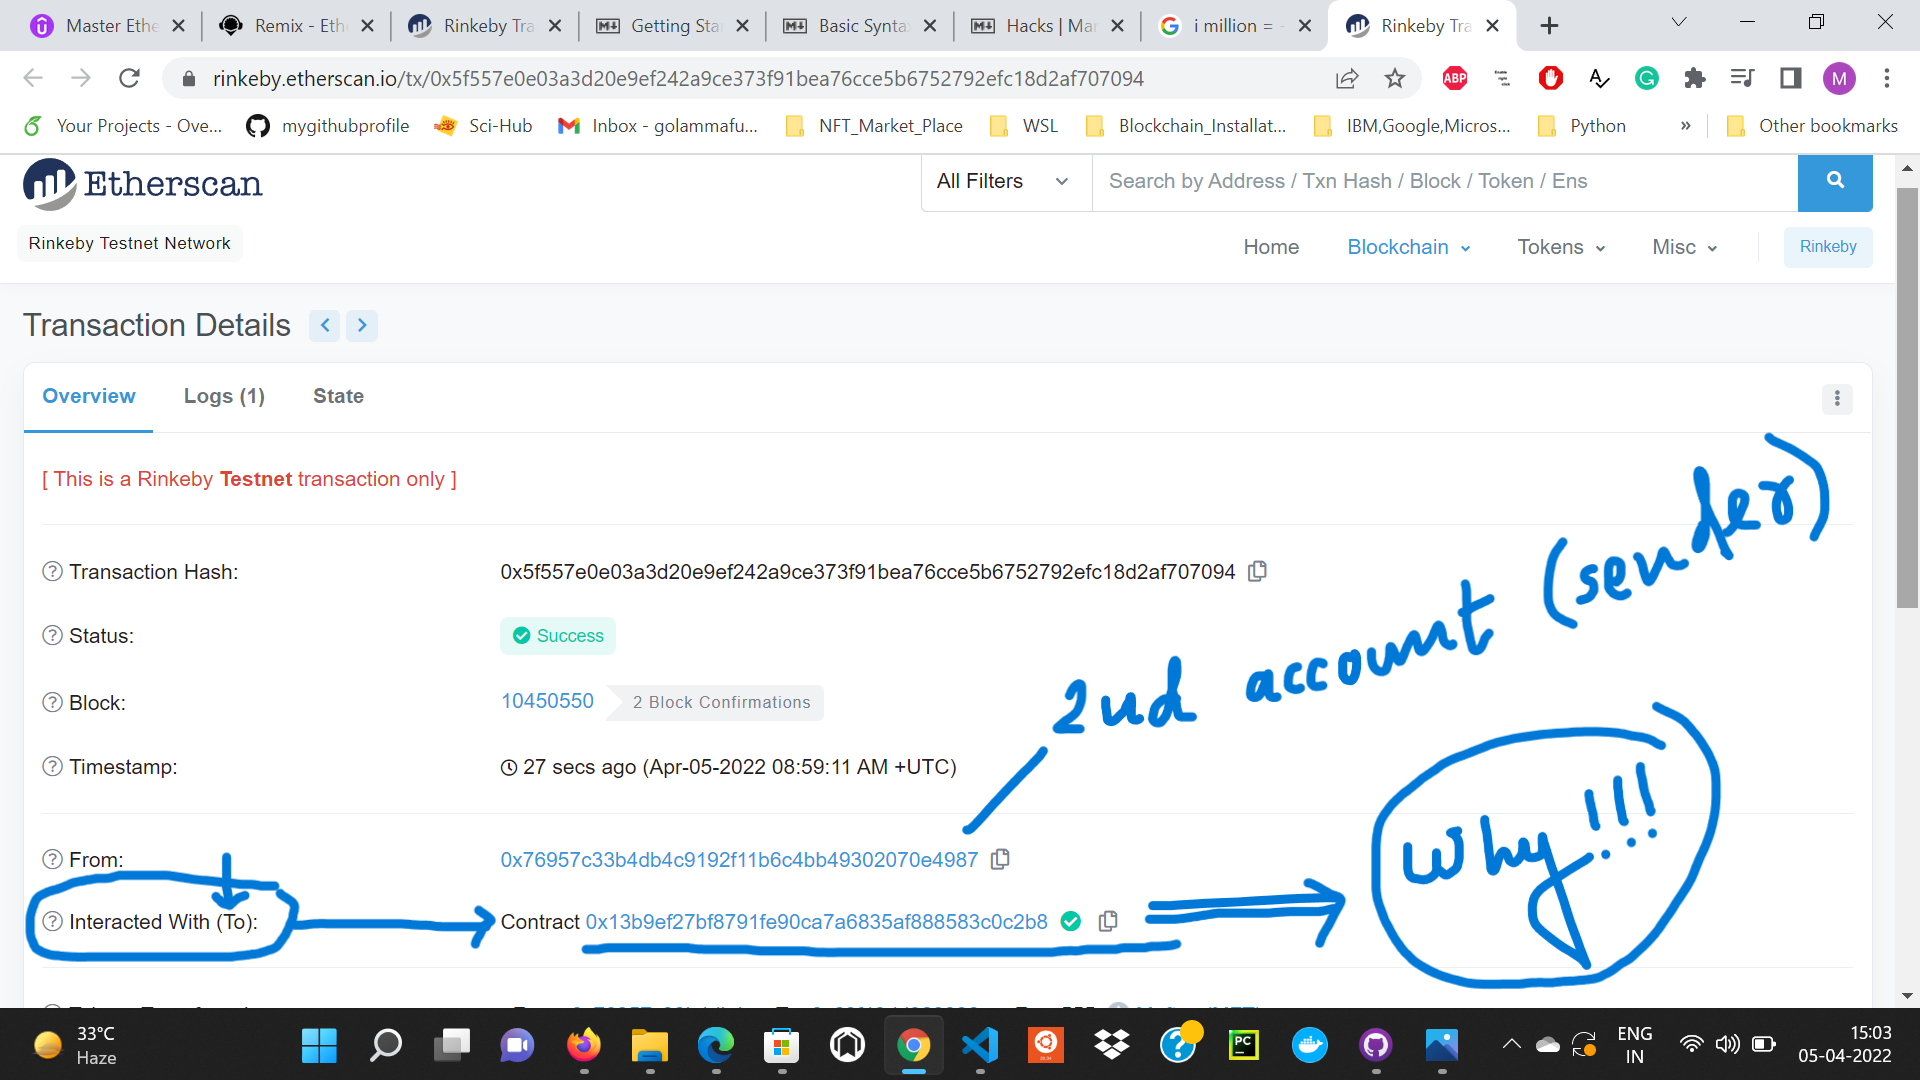 Master Ethe
Remix - Eth
Rinkeby Tra
Getting Sta
Basic Synta
Hacks | Mar
i million = -
Rinkeby Tra
rinkeby.etherscan.io/tx/0x5f557e0e03a3d20e9ef242a9ce373f91bea76cce5b6752792efc18d2af707094
ABP
M
Your Projects - Ove...
mygithubprofile
Sci-Hub
Inbox - golammafu...
NFT_Market_Place
WSL
Blockchain_Installat...
IBM,Google,Micros...
Python
»
Other bookmarks
Etherscan
All Filters
Search by Address / Txn Hash / Block / Token / Ens
Rinkeby Testnet Network
Home
Blockchain
Tokens
Misc
Rinkeby
Transaction Details
Overview
Logs (1)
State
[ This is a Rinkeby Testnet transaction only ]
Transaction Hash:
0x5f557e0e03a3d20e9ef242a9ce373f91bea76cce5b6752792efc18d2af707094
Status:
Success
Block:
10450550
2 Block Confirmations
2nd account (sender)
Timestamp:
27 secs ago (Apr-05-2022 08:59:11 AM +UTC)
From:
0x76957c33b4db4c9192f11b6c4bb49302070e4987
Why!!!
Interacted With (To):
Contract 0x13b9ef27bf8791fe90ca7a6835af888583c0c2b8
33°C
Haze
PC
ENG
IN
15:03
05-04-2022